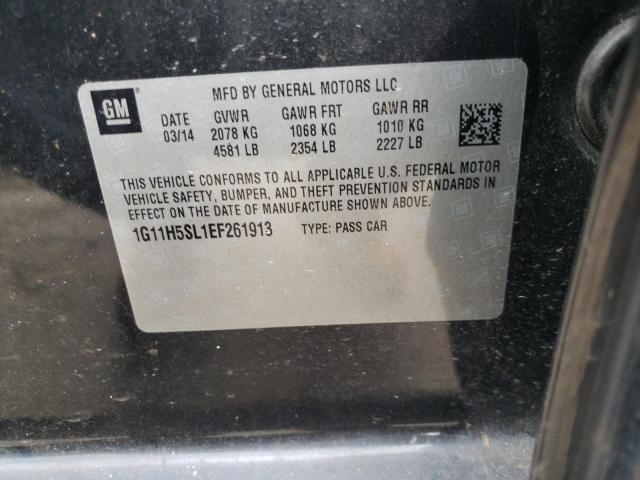 GM
MFD BY GENERAL MOTORS LLC
DATE GVWR GAWR FRT GAWR RR
03/14 2078 KG 1068 KG 1010 KG
4581 LB 2354 LB 2227 LB
THIS VEHICLE CONFORMS TO ALL APPLICABLE U.S. FEDERAL MOTOR
VEHICLE SAFETY, BUMPER, AND THEFT PREVENTION STANDARDS IN
EFFECT ON THE DATE OF MANUFACTURE SHOWN ABOVE.
1G11H5SL1EF261913 TYPE: PASS CAR